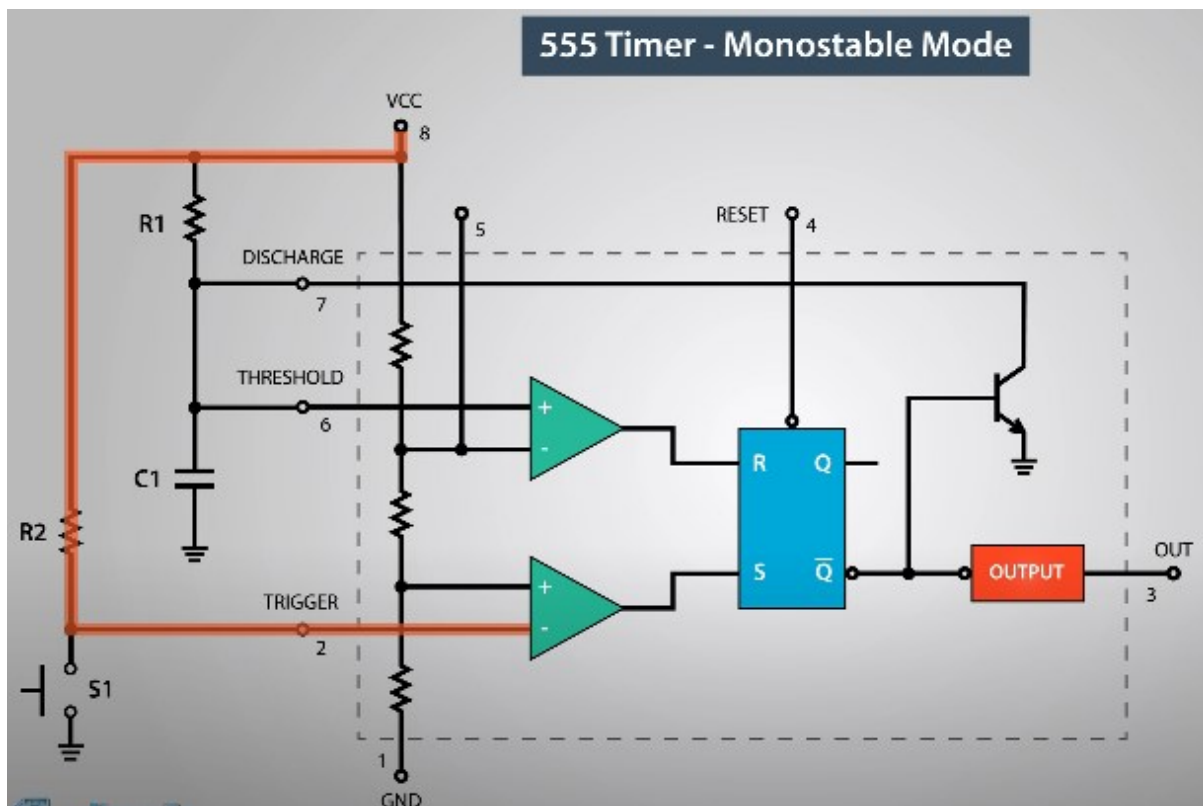 555 Timer - Monostable Mode
VCC
8
R1
5
RESET
4
DISCHARGE
7
THRESHOLD
6
+
-
R Q
C1
R2
+
-
S Q̅
OUTPUT
OUT
3
TRIGGER
2
S1
1
GND